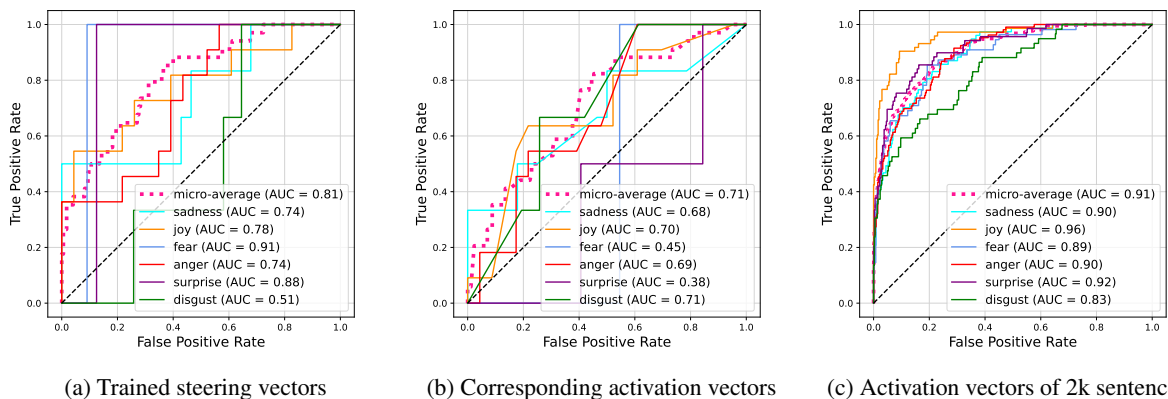 1.0
0.8
0.6
0.4
0.2
0.0
True Positive Rate
micro-average (AUC = 0.81)
sadness (AUC = 0.74)
joy (AUC = 0.78)
fear (AUC = 0.91)
anger (AUC = 0.74)
surprise (AUC = 0.88)
disgust (AUC = 0.51)
0.0 0.2 0.4 0.6 0.8 1.0
False Positive Rate
(a) Trained steering vectors
1.0
0.8
0.6
0.4
0.2
0.0
True Positive Rate
micro-average (AUC = 0.71)
sadness (AUC = 0.68)
joy (AUC = 0.70)
fear (AUC = 0.45)
anger (AUC = 0.69)
surprise (AUC = 0.38)
disgust (AUC = 0.71)
0.0 0.2 0.4 0.6 0.8 1.0
False Positive Rate
(b) Corresponding activation vectors
1.0
0.8
0.6
0.4
0.2
0.0
True Positive Rate
micro-average (AUC = 0.91)
sadness (AUC = 0.90)
joy (AUC = 0.96)
fear (AUC = 0.89)
anger (AUC = 0.90)
surprise (AUC = 0.92)
disgust (AUC = 0.83)
0.0 0.2 0.4 0.6 0.8 1.0
False Positive Rate
(c) Activation vectors of 2k sentenc